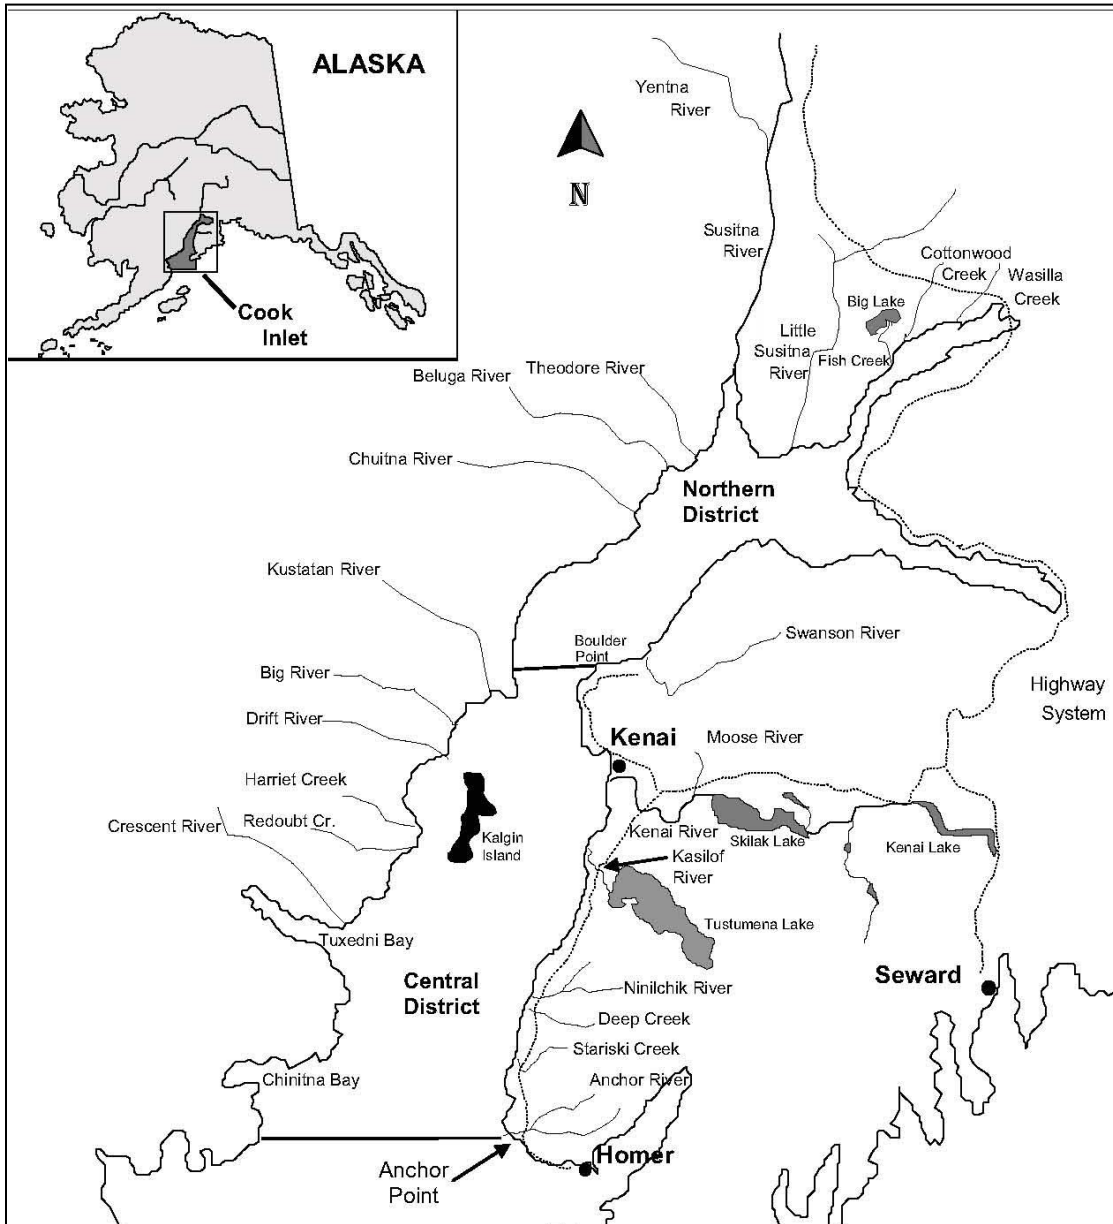 ALASKA
Cook
Inlet
N
Yentna
River
Susitna
River
Cottonwood
Creek
Wasilla
Creek
Big Lake
Little
Susitna
River
Fish Creek
Theodore River
Beluga River
Chuitna River
Northern
District
Kustatan River
Boulder
Point
Swanson River
Big River
Highway
System
Drift River
Kenai
Moose River
Harriet Creek
Crescent River
Redoubt Cr.
Kalgin
Island
Kenai River
Skilak Lake
Kenai Lake
Kasilof
River
Tustumena Lake
Tuxedni Bay
Central
District
Seward
Ninilchik River
Deep Creek
Stariski Creek
Chinitna Bay
Anchor River
Anchor
Point
Homer